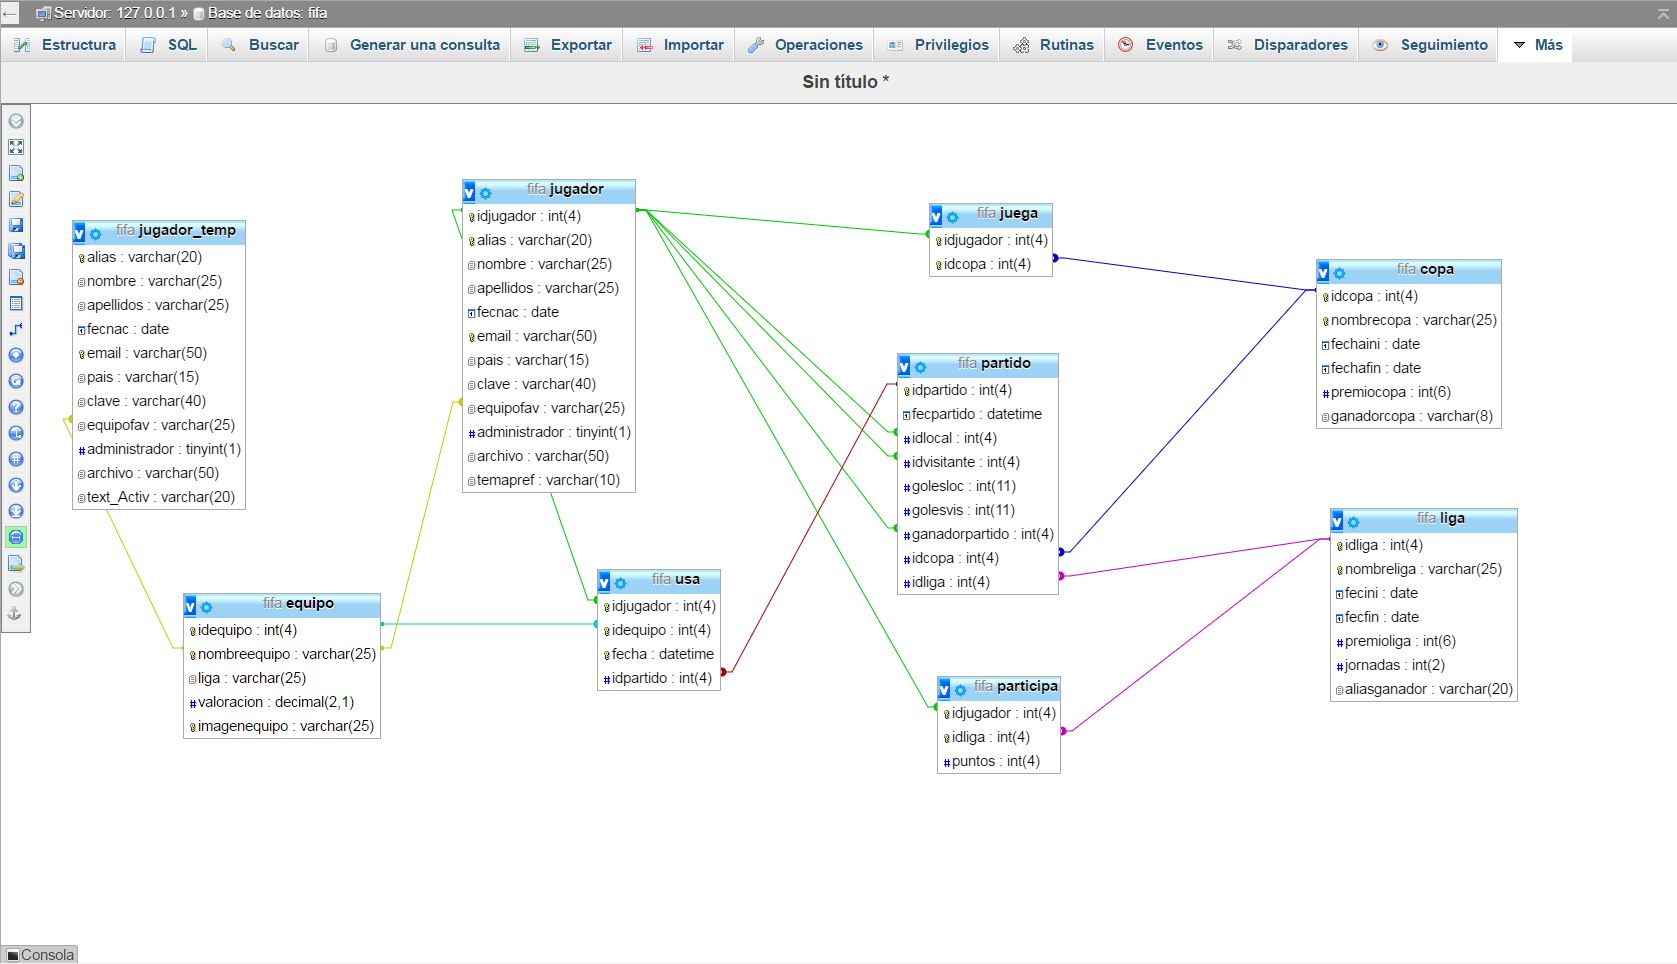 Servidor: 127.0.0.1 » Base de datos: fifa
Estructura SQL Buscar Generar una consulta Exportar Importar Operaciones Privilegios Rutinas Eventos Disparadores Seguimiento Más
Sin título *
fifa jugador_temp
alias : varchar(20)
nombre : varchar(25)
apellidos : varchar(25)
fecnac : date
email : varchar(50)
pais : varchar(15)
clave : varchar(40)
equipofav : varchar(25)
administrador : tinyint(1)
archivo : varchar(50)
text_Activ : varchar(20)
fifa equipo
idequipo : int(4)
nombreequipo : varchar(25)
liga : varchar(25)
valoracion : decimal(2,1)
imagenequipo : varchar(25)
fifa jugador
idjugador : int(4)
alias : varchar(20)
nombre : varchar(25)
apellidos : varchar(25)
fecnac : date
email : varchar(50)
pais : varchar(15)
clave : varchar(40)
equipofav : varchar(25)
administrador : tinyint(1)
archivo : varchar(50)
temapref : varchar(10)
fifa usa
idjugador : int(4)
idequipo : int(4)
fecha : datetime
idpartido : int(4)
fifa juega
idjugador : int(4)
idcopa : int(4)
fifa partido
idpartido : int(4)
fecpartido : datetime
idlocal : int(4)
idvisitante : int(4)
golesloc : int(11)
golesvis : int(11)
ganadorpartido : int(4)
idcopa : int(4)
idliga : int(4)
fifa participa
idjugador : int(4)
idliga : int(4)
puntos : int(4)
fifa copa
idcopa : int(4)
nombrecopa : varchar(25)
fechaini : date
fechafin : date
premiocopa : int(6)
ganadorcopa : varchar(8)
fifa liga
idliga : int(4)
nombreliga : varchar(25)
fecini : date
fecfin : date
premioliga : int(6)
jornadas : int(2)
aliasganador : varchar(20)
Consola